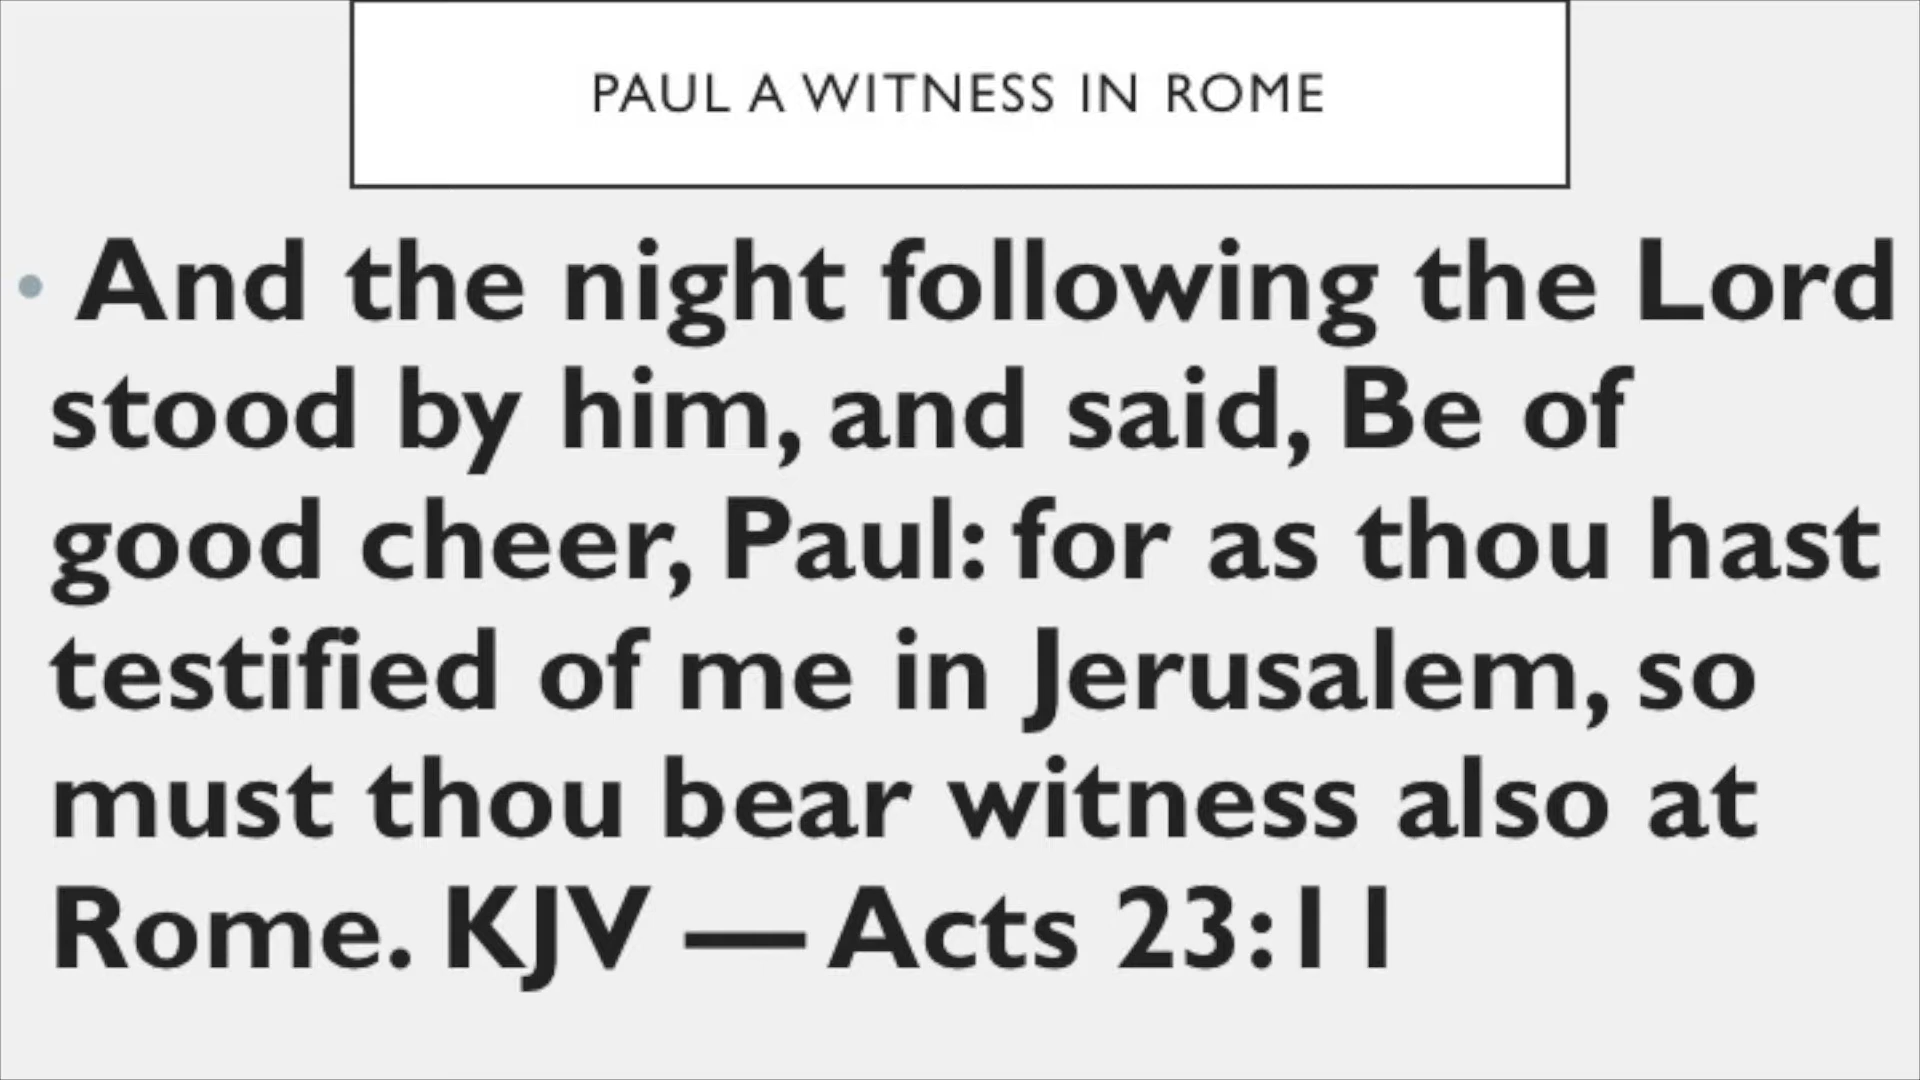 PAUL A WITNESS IN ROME
• And the night following the Lord
stood by him, and said, Be of
good cheer, Paul: for as thou hast
testified of me in Jerusalem, so
must thou bear witness also at
Rome. KJV — Acts 23:11